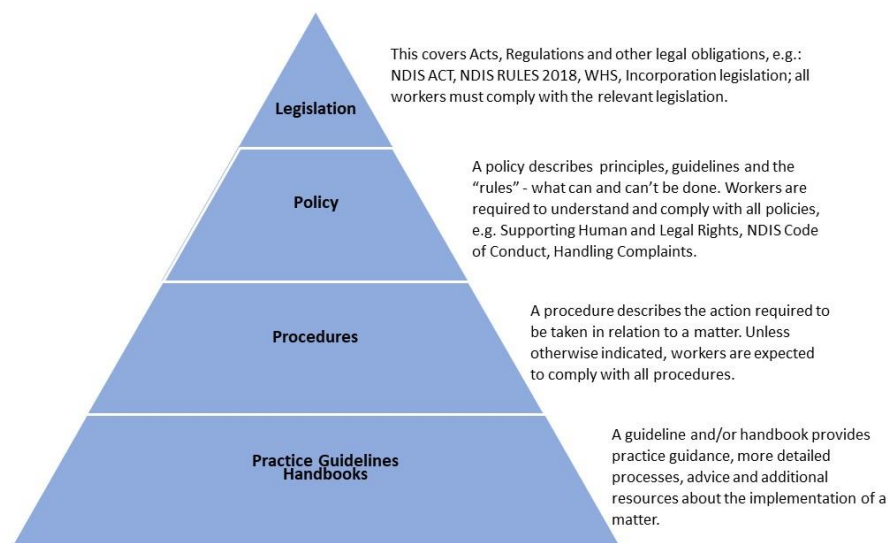 This covers Acts, Regulations and other legal obligations, e.g.:
NDIS ACT, NDIS RULES 2018, WHS, Incorporation legislation; all
workers must comply with the relevant legislation.
Legislation
A policy describes principles, guidelines and the
“rules” - what can and can’t be done. Workers are
required to understand and comply with all policies,
e.g. Supporting Human and Legal Rights, NDIS Code
of Conduct, Handling Complaints.
Policy
A procedure describes the action required to
be taken in relation to a matter. Unless
otherwise indicated, workers are expected
to comply with all procedures.
Procedures
A guideline and/or handbook provides
practice guidance, more detailed
processes, advice and additional
resources about the implementation of a
matter.
Practice Guidelines
Handbooks